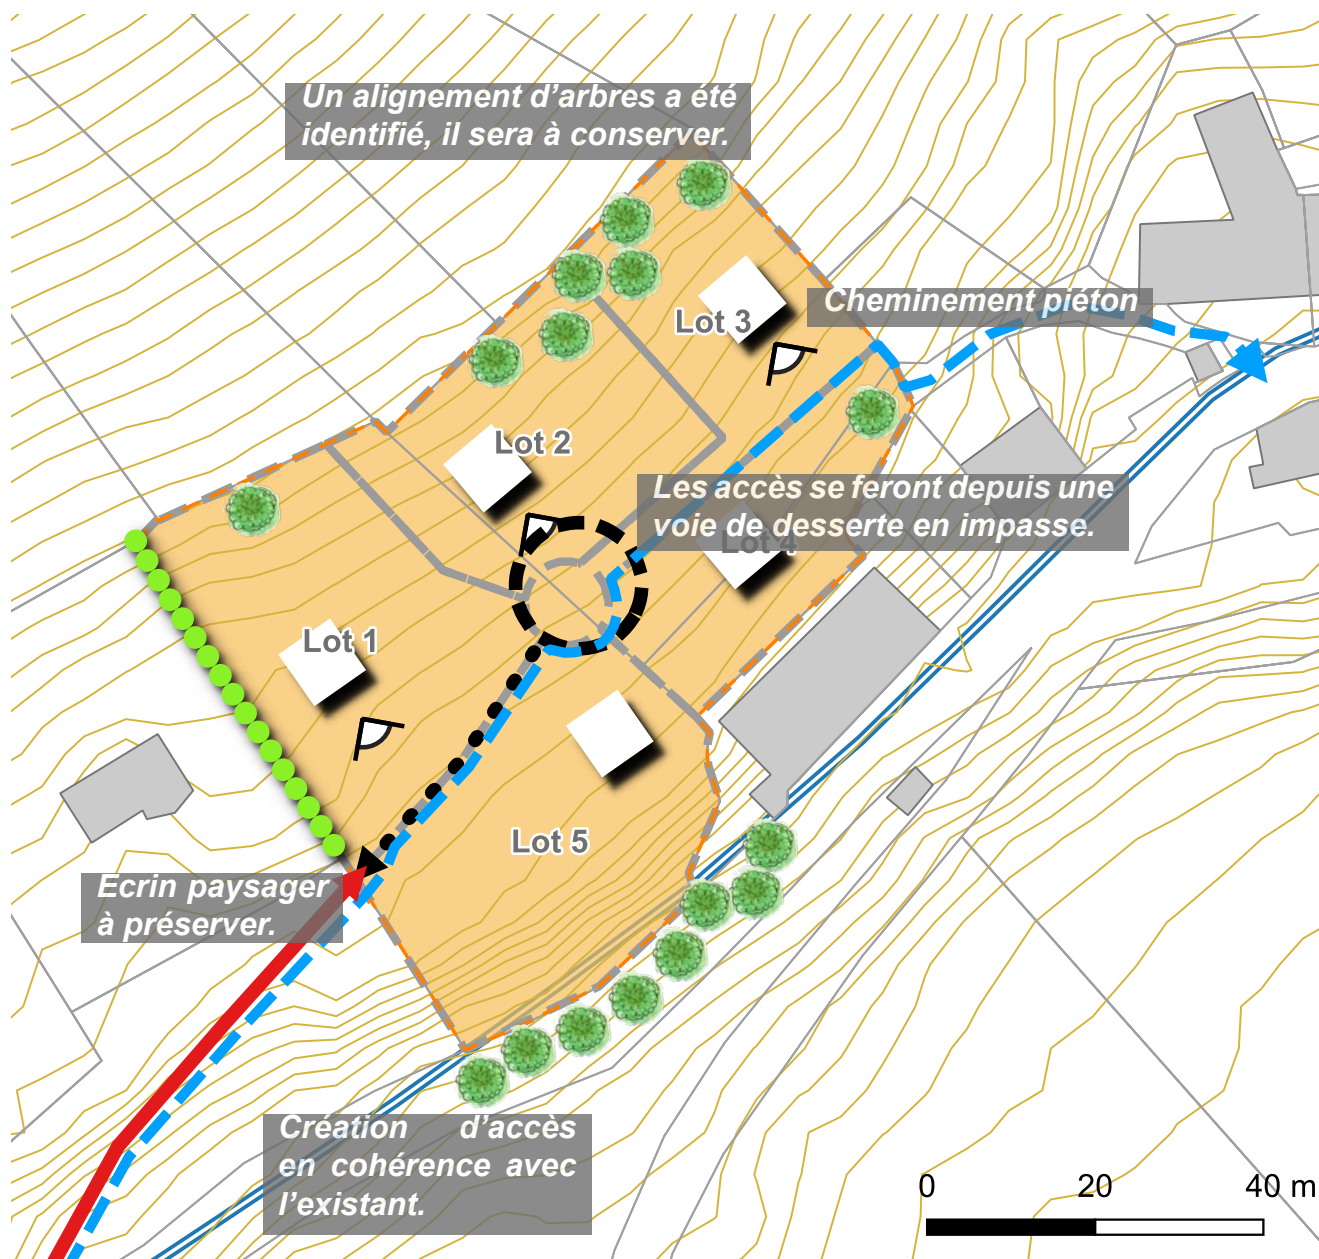 Un alignement d’arbres a été
identifié, il sera à conserver.
Lot 3
Cheminement piéton
Lot 2
Les accès se feront depuis une
voie de desserte en impasse.
Lot 4
Lot 1
Lot 5
Ecrin paysager
à préserver.
Création d’accès
en cohérence avec
l’existant.
0 20 40 m